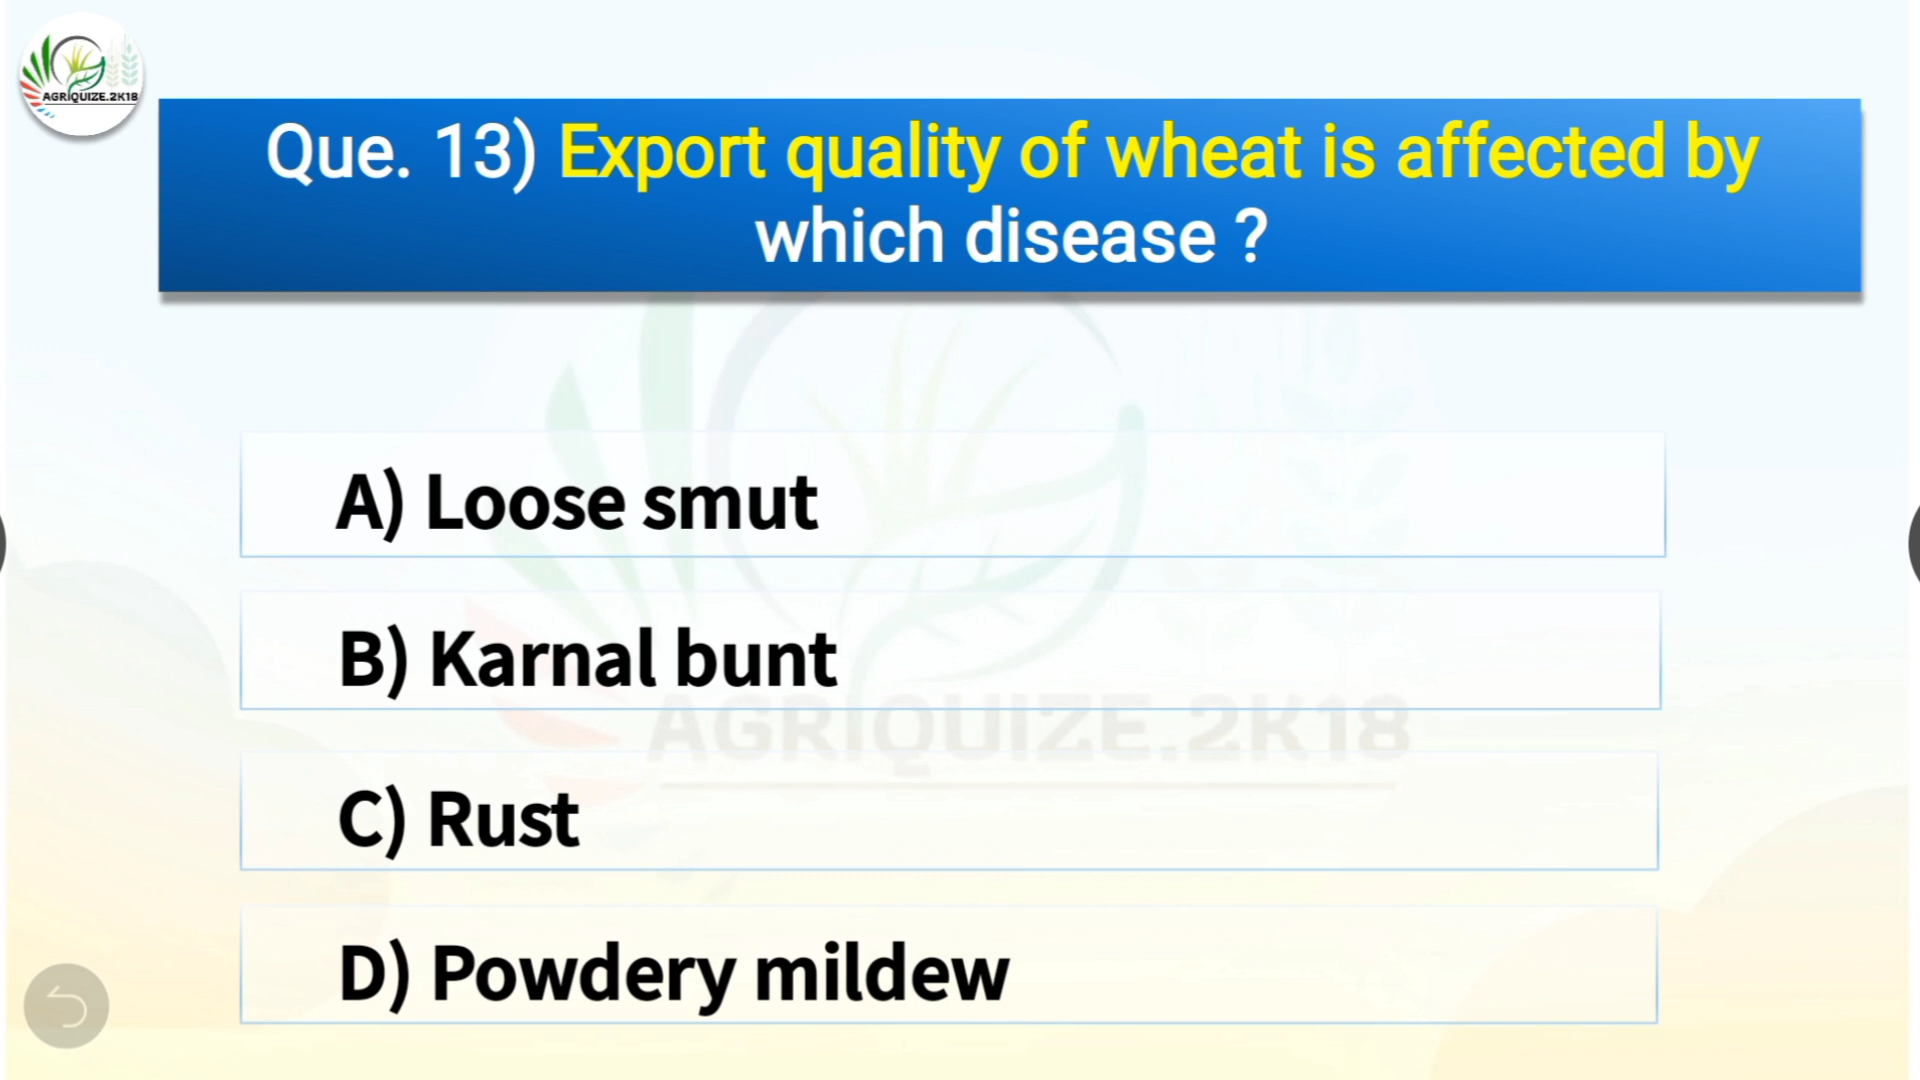 AGRIQUIZE.2K18
Que. 13) Export quality of wheat is affected by
which disease ?
A) Loose smut
B) Karnal bunt
AGRIQUIZE.2K18
C) Rust
D) Powdery mildew